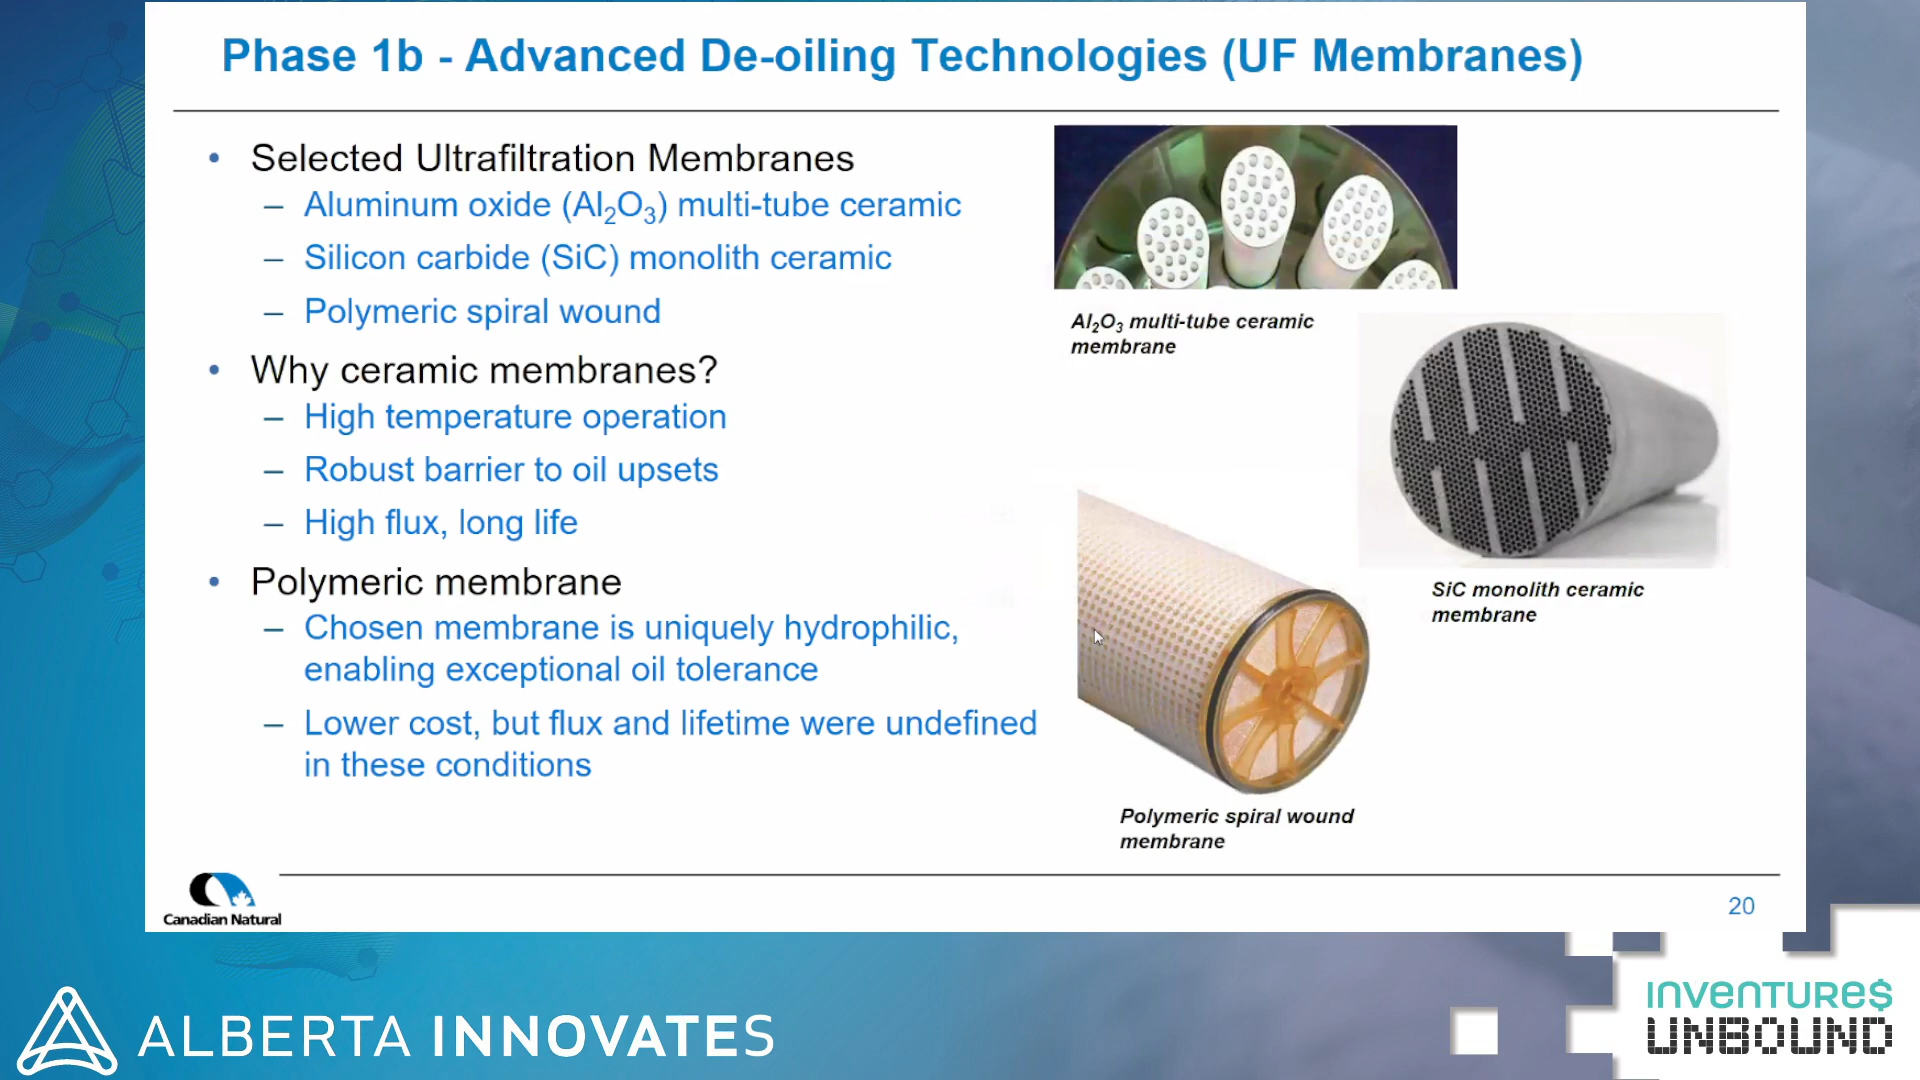 Phase 1b - Advanced De-oiling Technologies (UF Membranes)
• Selected Ultrafiltration Membranes
– Aluminum oxide (Al₂O₃) multi-tube ceramic
– Silicon carbide (SiC) monolith ceramic
– Polymeric spiral wound
• Why ceramic membranes?
– High temperature operation
– Robust barrier to oil upsets
– High flux, long life
• Polymeric membrane
– Chosen membrane is uniquely hydrophilic,
enabling exceptional oil tolerance
– Lower cost, but flux and lifetime were undefined
in these conditions
Al₂O₃ multi-tube ceramic
membrane
SiC monolith ceramic
membrane
Polymeric spiral wound
membrane
Canadian Natural
20
ALBERTA INNOVATES
INVENTURE$
UNBOUND